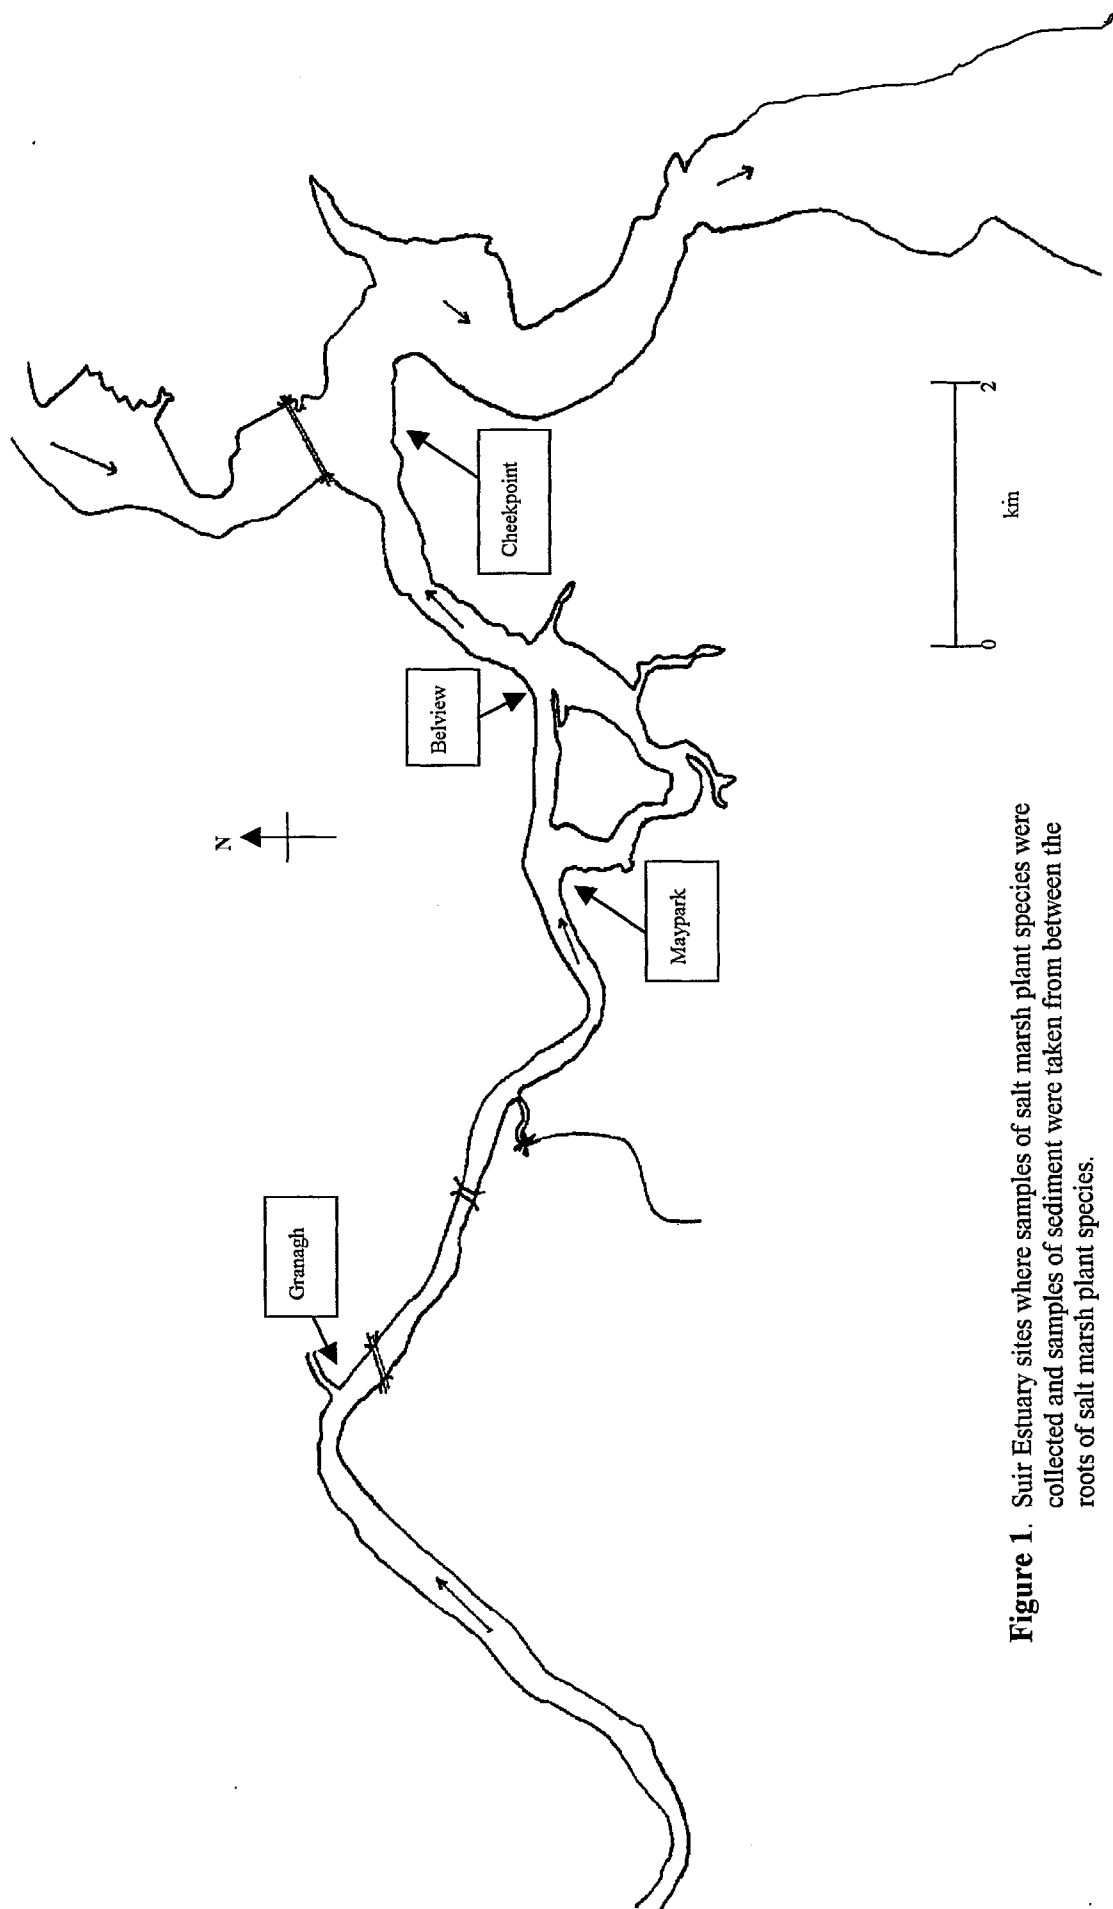 N
Granagh
Belview
Cheekpoint
Maypark
0
2
km
Figure 1. Suir Estuary sites where samples of salt marsh plant species were
collected and samples of sediment were taken from between the
roots of salt marsh plant species.